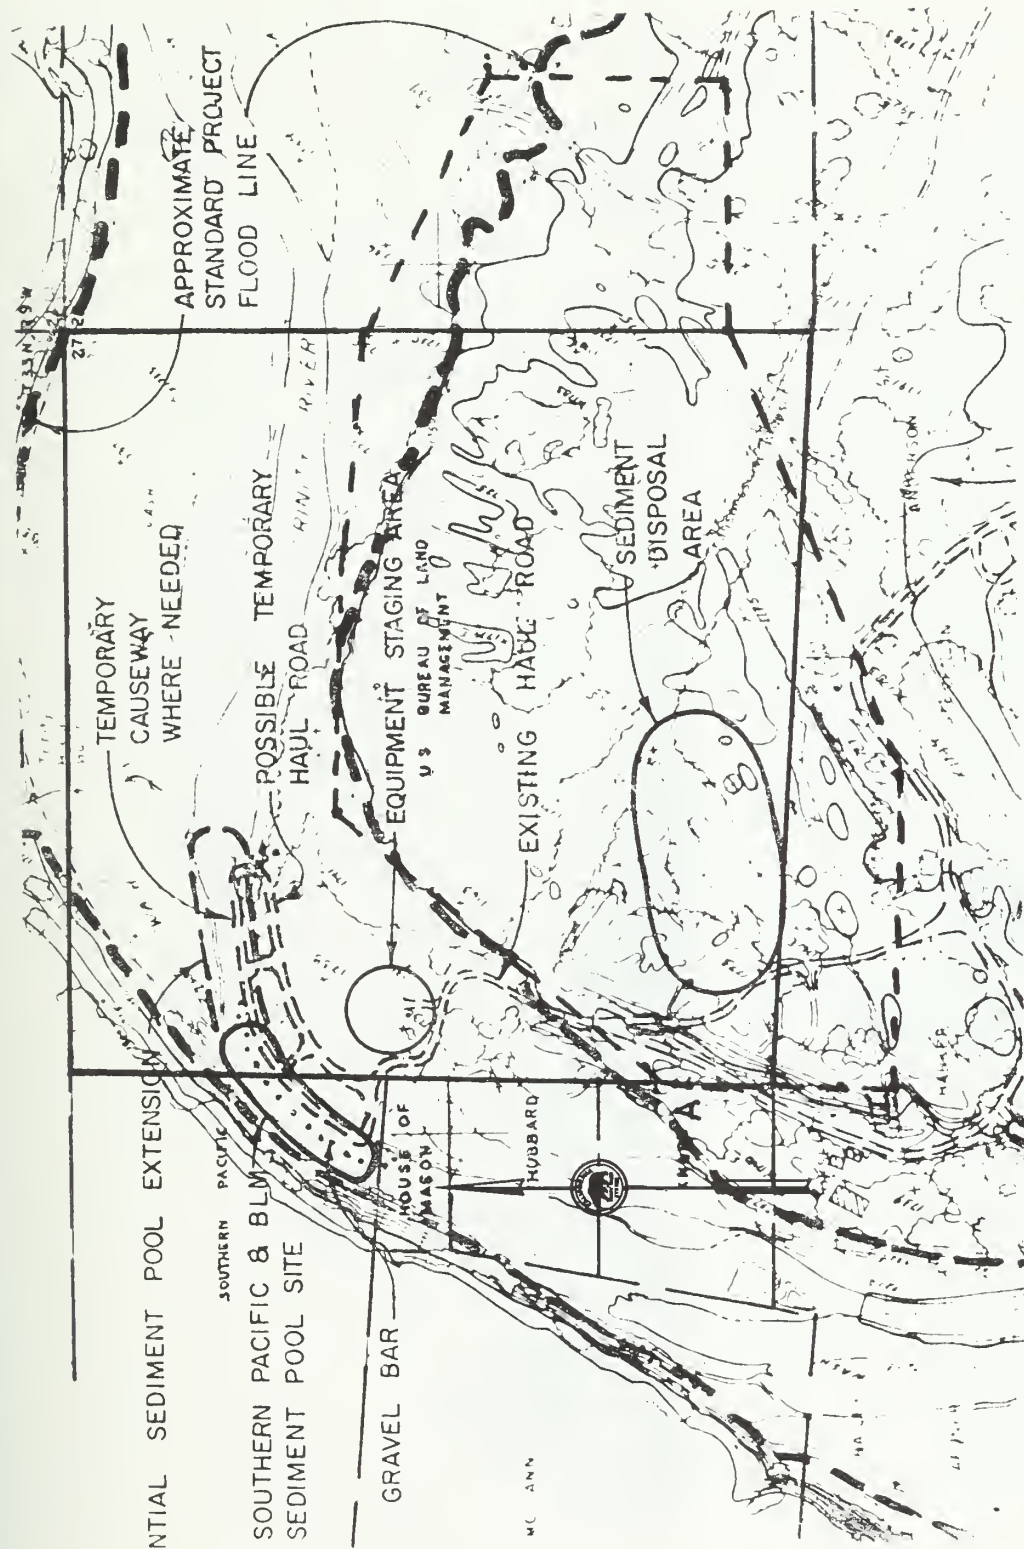 APPROXIMATE
STANDARD PROJECT
FLOOD LINE
TEMPORARY
CAUSEWAY
WHERE NEEDED
POSSIBLE TEMPORARY
HAUL ROAD
RIVER
EQUIPMENT STAGING AREA
US BUREAU OF LAND
MANAGEMENT
EXISTING HAUL ROAD
SEDIMENT
DISPOSAL
AREA
NTIAL SEDIMENT POOL EXTENSION
SOUTHERN PACIFIC
SOUTHERN PACIFIC & BLM
SEDIMENT POOL SITE
GRAVEL BAR
HOUSE OF
MASON
HUBBARD
ANN